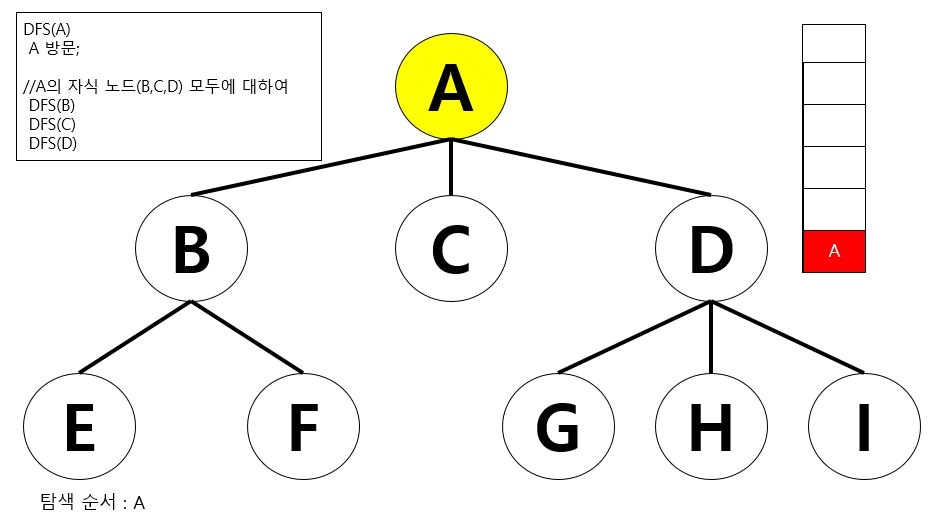 DFS(A)
A 방문;
//A의 자식 노드(B,C,D) 모두에 대하여
DFS(B)
DFS(C)
DFS(D)
A
A
B
C
D
E
F
G
H
I
탐색 순서 : A